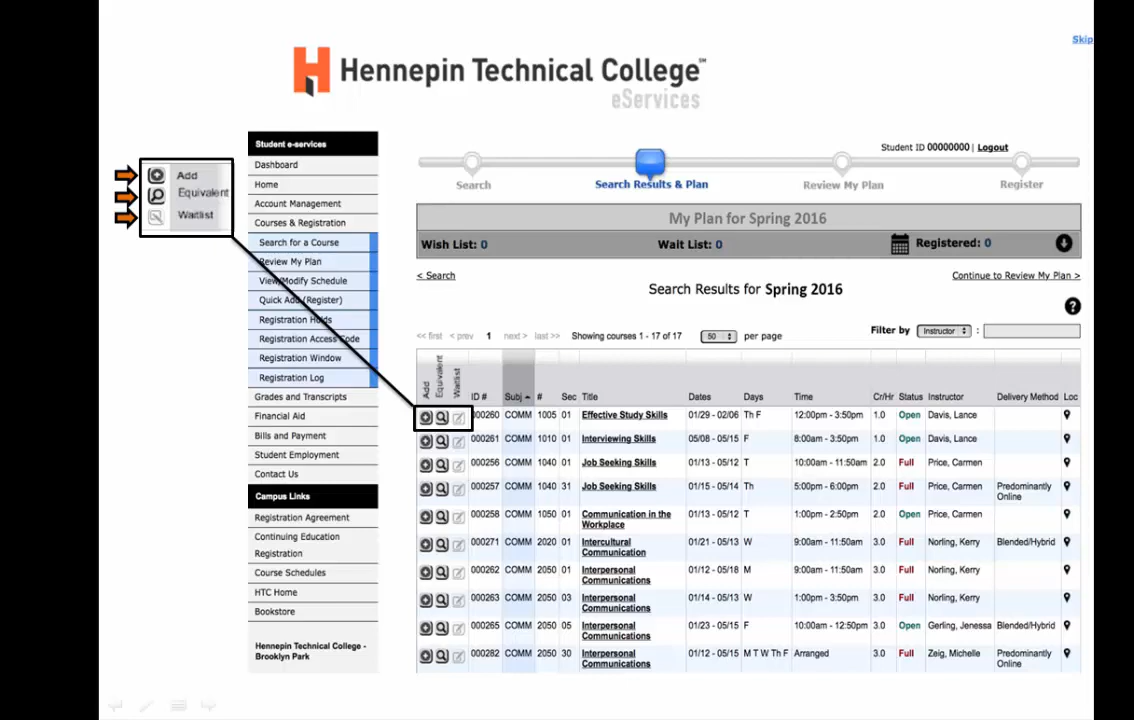 Skip
Hennepin Technical College℠
eServices
Add
Equivalent
Waitlist
Student e-services
Dashboard
Home
Account Management
Courses & Registration
Search for a Course
Review My Plan
View/Modify Schedule
Quick Add (Register)
Registration Holds
Registration Access Code
Registration Window
Registration Log
Grades and Transcripts
Financial Aid
Bills and Payment
Student Employment
Contact Us
Campus Links
Registration Agreement
Continuing Education
Registration
Course Schedules
HTC Home
Bookstore
Hennepin Technical College -
Brooklyn Park
Student ID 00000000 | Logout
Search Search Results & Plan Review My Plan Register
My Plan for Spring 2016
Wish List: 0 Wait List: 0 Registered: 0
< Search Continue to Review My Plan >
Search Results for Spring 2016
?
<< first < prev 1 next > last >> Showing courses 1 - 17 of 17 50 per page Filter by Instructor :
Add Equivalent Waitlist ID # Subj # Sec Title Dates Days Time Cr/Hr Status Instructor Delivery Method Loc
000260 COMM 1005 01 Effective Study Skills 01/29 - 02/06 Th F 12:00pm - 3:50pm 1.0 Open Davis, Lance
000261 COMM 1010 01 Interviewing Skills 05/08 - 05/15 F 8:00am - 3:50pm 1.0 Open Davis, Lance
000256 COMM 1040 01 Job Seeking Skills 01/13 - 05/12 T 10:00am - 11:50am 2.0 Full Price, Carmen
000257 COMM 1040 31 Job Seeking Skills 01/15 - 05/14 Th 5:00pm - 6:00pm 2.0 Full Price, Carmen Predominantly
Online
000258 COMM 1050 01 Communication in the 01/13 - 05/12 T 1:00pm - 2:50pm 2.0 Open Price, Carmen
Workplace
000271 COMM 2020 01 Intercultural 01/21 - 05/13 W 9:00am - 11:50am 3.0 Full Norling, Kerry Blended/Hybrid
Communication
000262 COMM 2050 01 Interpersonal 01/12 - 05/18 M 9:00am - 11:50am 3.0 Full Norling, Kerry
Communications
000263 COMM 2050 03 Interpersonal 01/14 - 05/13 W 1:00pm - 3:50pm 3.0 Full Norling, Kerry
Communications
000265 COMM 2050 05 Interpersonal 01/23 - 05/15 F 10:00am - 12:50pm 3.0 Open Gerling, Jenessa Blended/Hybrid
Communications
000282 COMM 2050 30 Interpersonal 01/12 - 05/15 M T W Th F Arranged 3.0 Full Zeig, Michelle Predominantly
Communications Online